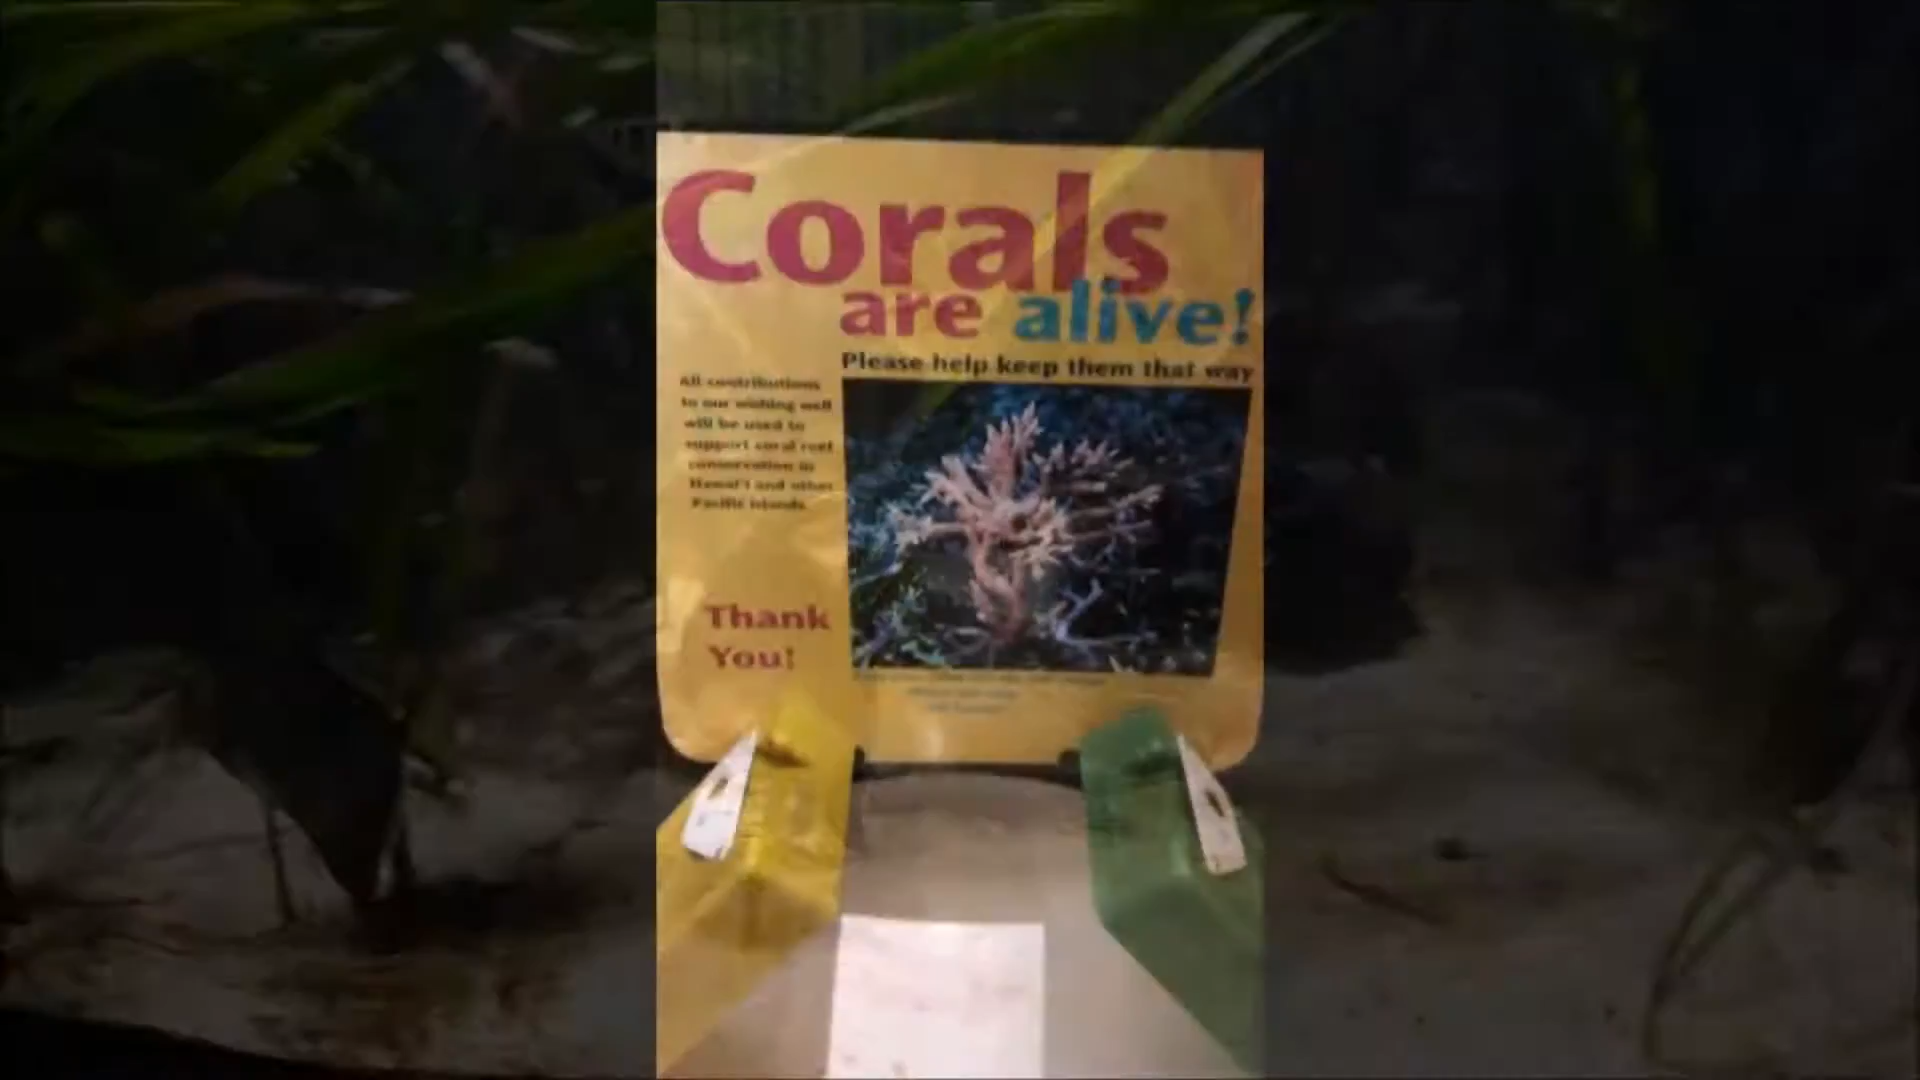 Corals
are alive!
Please help keep them that way
All contributions
to our wishing well
will be used to
support coral reef
conservation in
Hawai'i and other
Pacific islands.
Thank
You!